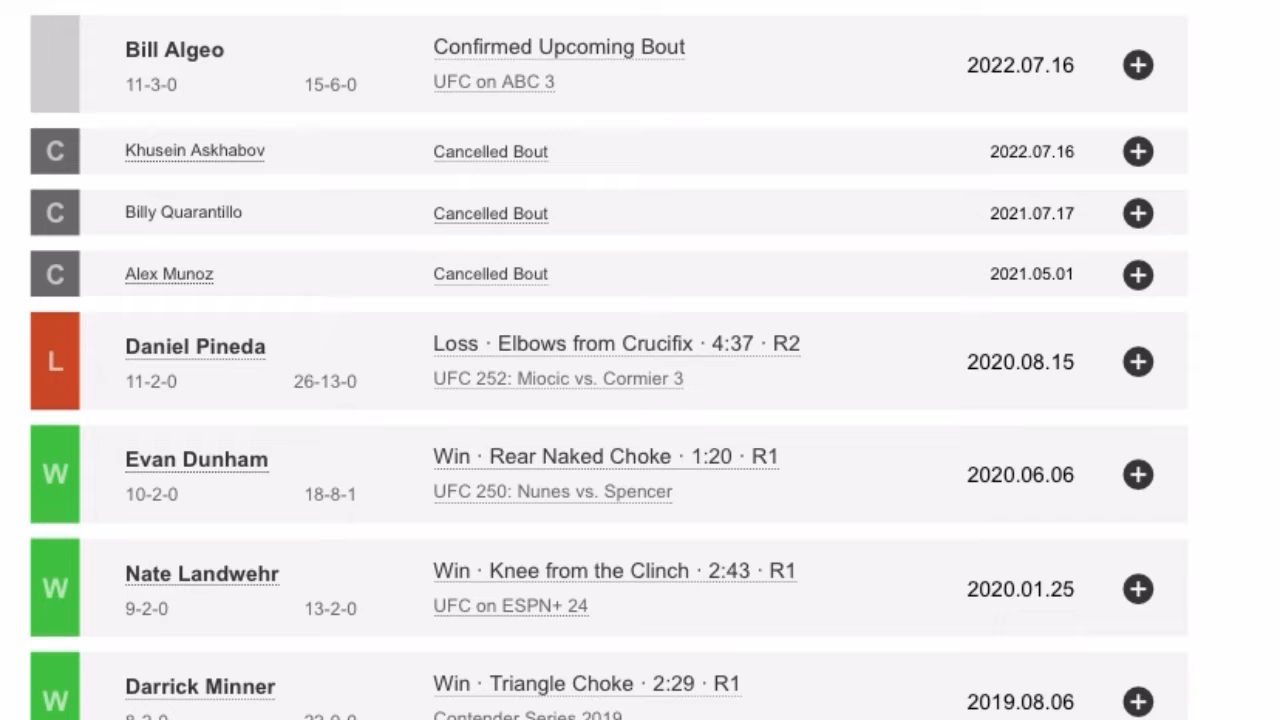 Bill Algeo
11-3-0 15-6-0
Confirmed Upcoming Bout
UFC on ABC 3
2022.07.16
C
Khusein Askhabov
Cancelled Bout
2022.07.16
C
Billy Quarantillo
Cancelled Bout
2021.07.17
C
Alex Munoz
Cancelled Bout
2021.05.01
L
Daniel Pineda
11-2-0 26-13-0
Loss · Elbows from Crucifix · 4:37 · R2
UFC 252: Miocic vs. Cormier 3
2020.08.15
W
Evan Dunham
10-2-0 18-8-1
Win · Rear Naked Choke · 1:20 · R1
UFC 250: Nunes vs. Spencer
2020.06.06
W
Nate Landwehr
9-2-0 13-2-0
Win · Knee from the Clinch · 2:43 · R1
UFC on ESPN+ 24
2020.01.25
W
Darrick Minner
Win · Triangle Choke · 2:29 · R1
Contender Series 2019
2019.08.06